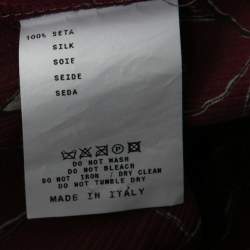 100% SETA
SILK
SOIE
SEIDE
SEDA
P
DO NOT WASH
DO NOT BLEACH
DO NOT IRON / DRY CLEAN
DO NOT TUMBLE DRY
MADE IN ITALY